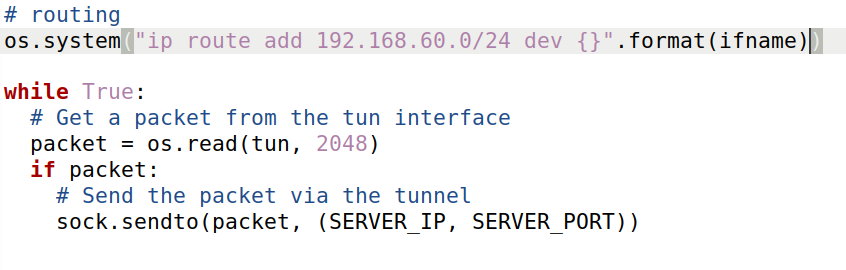 # routing
os.system("ip route add 192.168.60.0/24 dev {}".format(ifname))
while True:
  # Get a packet from the tun interface
  packet = os.read(tun, 2048)
  if packet:
    # Send the packet via the tunnel
    sock.sendto(packet, (SERVER_IP, SERVER_PORT))